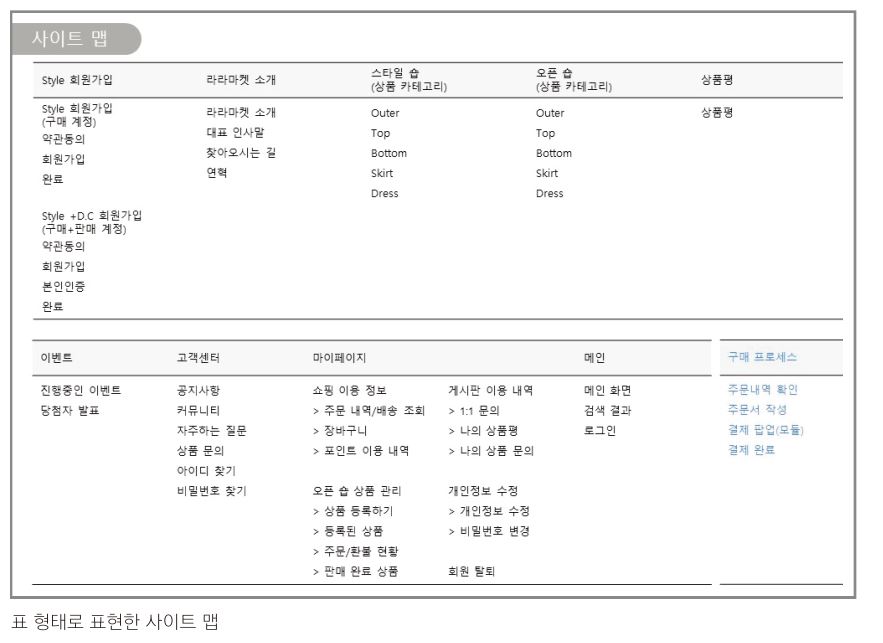 사이트 맵
Style 회원가입
라라마켓 소개
스타일 숍
(상품 카테고리)
오픈 숍
(상품 카테고리)
상품평
Style 회원가입
(구매 계정)
약관동의
회원가입
완료
Style +D.C 회원가입
(구매+판매 계정)
약관동의
회원가입
본인인증
완료
라라마켓 소개
대표 인사말
찾아오시는 길
연혁
Outer
Top
Bottom
Skirt
Dress
Outer
Top
Bottom
Skirt
Dress
상품평
이벤트
고객센터
마이페이지
메인
구매 프로세스
진행중인 이벤트
당첨자 발표
공지사항
커뮤니티
자주하는 질문
상품 문의
아이디 찾기
비밀번호 찾기
쇼핑 이용 정보
> 주문 내역/배송 조회
> 장바구니
> 포인트 이용 내역
오픈 숍 상품 관리
> 상품 등록하기
> 등록된 상품
> 주문/환불 현황
> 판매 완료 상품
게시판 이용 내역
> 1:1 문의
> 나의 상품평
> 나의 상품 문의
개인정보 수정
> 개인정보 수정
> 비밀번호 변경
회원 탈퇴
메인 화면
검색 결과
로그인
주문내역 확인
주문서 작성
결제 팝업(모듈)
결제 완료
표 형태로 표현한 사이트 맵